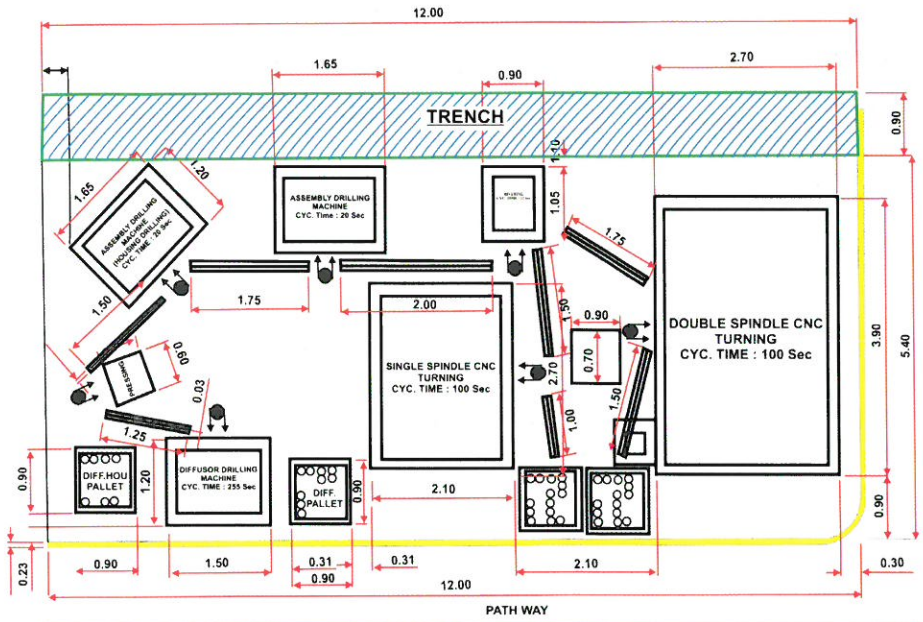 12.00
1.65
0.90
2.70
TRENCH
0.90
1.10
1.65
1.20
ASSEMBLY DRILLING
MACHINE
(HOUSING DRILLING)
CYC. TIME : 20 Sec
ASSEMBLY DRILLING
MACHINE
CYC. Time : 20 Sec
1.05
1.75
1.50
1.75
2.00
1.50
0.90
0.70
DOUBLE SPINDLE CNC
TURNING
CYC. TIME : 100 Sec
3.90
5.40
PRESSING
0.60
0.03
SINGLE SPINDLE CNC
TURNING
CYC. TIME : 100 Sec
2.70
1.00
1.50
1.25
0.90
DIFF.HOU
PALLET
1.20
DIFFUSOR DRILLING
MACHINE
CYC. TIME : 255 Sec
DIFF.
PALLET
0.90
2.10
0.90
0.23
0.90
1.50
0.31
0.90
0.31
2.10
0.30
12.00
PATH WAY